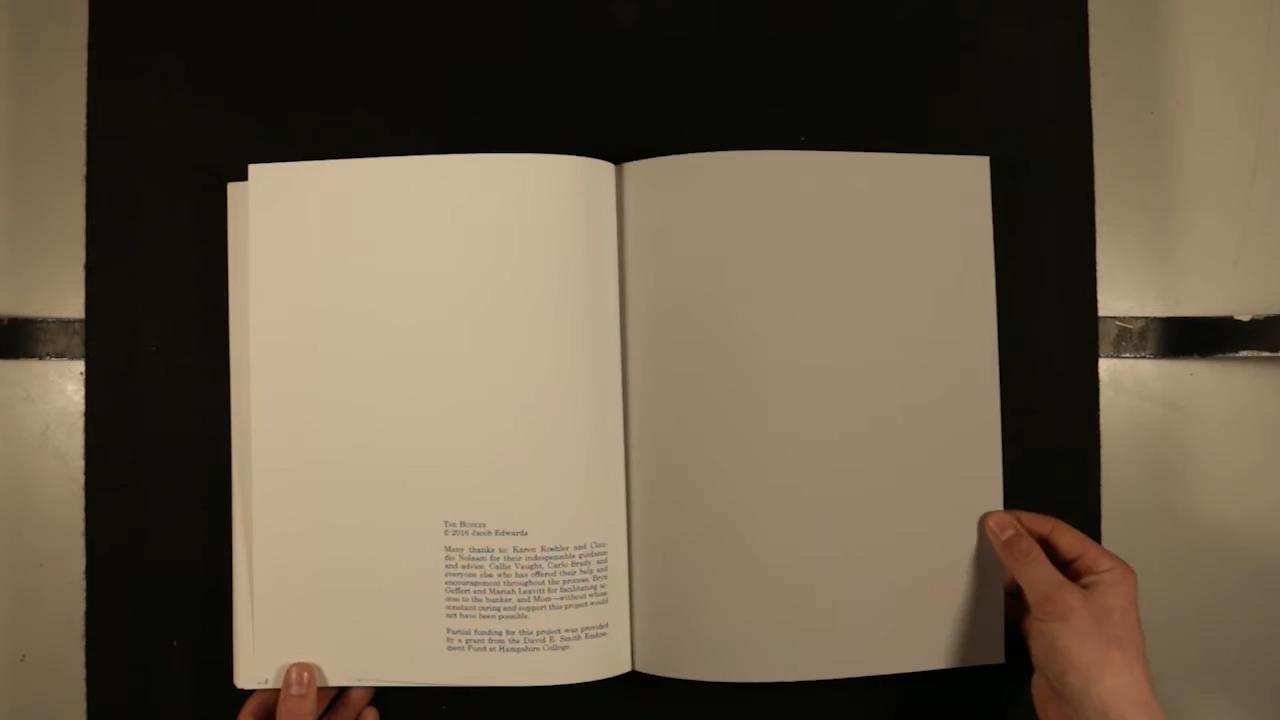 THE BUNKER
© 2016 Jacob Edwards
Many thanks to: Karen Koehler and Clau-
dio Nolasco for their indespensible guidance
and advice, Callie Vaught, Carlo Brady, and
everyone else who has offered their help and
encouragement throughout the process, Bryn
Geffert and Mariah Leavitt for facilitating ac-
cess to the bunker, and Mom—without whose
constant caring and support this project would
not have been possible.
Partial funding for this project was provided
by a grant from the David E. Smith Endow-
ment Fund at Hampshire College.